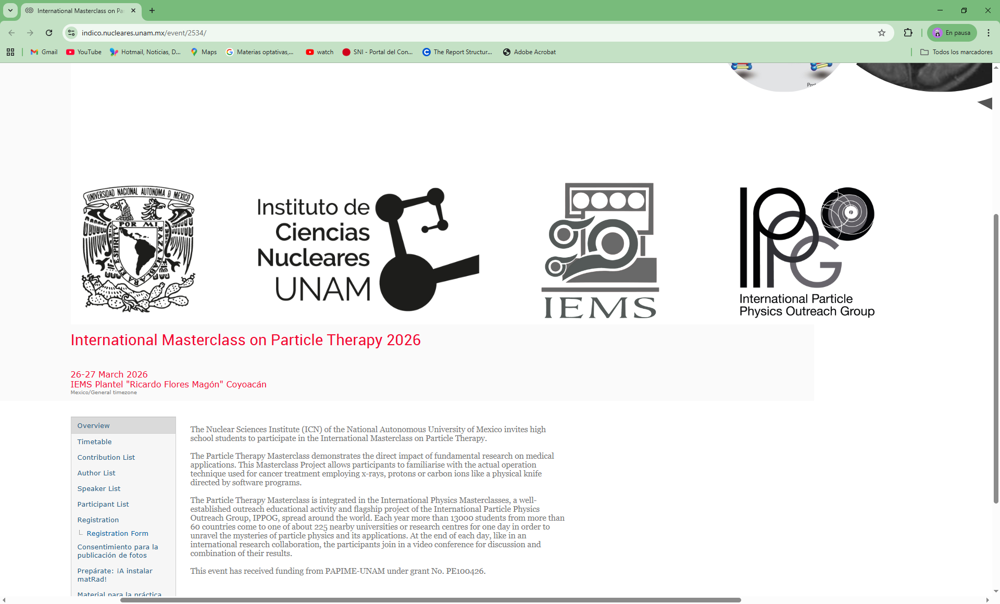 International Masterclass on Pa
indico.nucleares.unam.mx/event/2534/
En pausa
Gmail
YouTube
Hotmail, Noticias, D...
Maps
Materias optativas,...
watch
SNI - Portal del Con...
The Report Structur...
Adobe Acrobat
Todos los marcadores
UNIVERSIDAD NACIONAL AUTONOMA D MEXICO
POR MI RAZA HABLARA EL ESPIRITU
Instituto de
Ciencias
Nucleares
UNAM
IEMS
IPPOG
International Particle
Physics Outreach Group
International Masterclass on Particle Therapy 2026
26-27 March 2026
IEMS Plantel "Ricardo Flores Magón" Coyoacán
Mexico/General timezone
Overview
Timetable
Contribution List
Author List
Speaker List
Participant List
Registration
Registration Form
Consentimiento para la
publicación de fotos
Prepárate: ¡A instalar
matRad!
Material para la práctica
The Nuclear Sciences Institute (ICN) of the National Autonomous University of Mexico invites high
school students to participate in the International Masterclass on Particle Therapy.
The Particle Therapy Masterclass demonstrates the direct impact of fundamental research on medical
applications. This Masterclass Project allows participants to familiarise with the actual operation
technique used for cancer treatment employing x-rays, protons or carbon ions like a physical knife
directed by software programs.
The Particle Therapy Masterclass is integrated in the International Physics Masterclasses, a well-
established outreach educational activity and flagship project of the International Particle Physics
Outreach Group, IPPOG, spread around the world. Each year more than 13000 students from more than
60 countries come to one of about 225 nearby universities or research centres for one day in order to
unravel the mysteries of particle physics and its applications. At the end of each day, like in an
international research collaboration, the participants join in a video conference for discussion and
combination of their results.
This event has received funding from PAPIME-UNAM under grant No. PE100426.